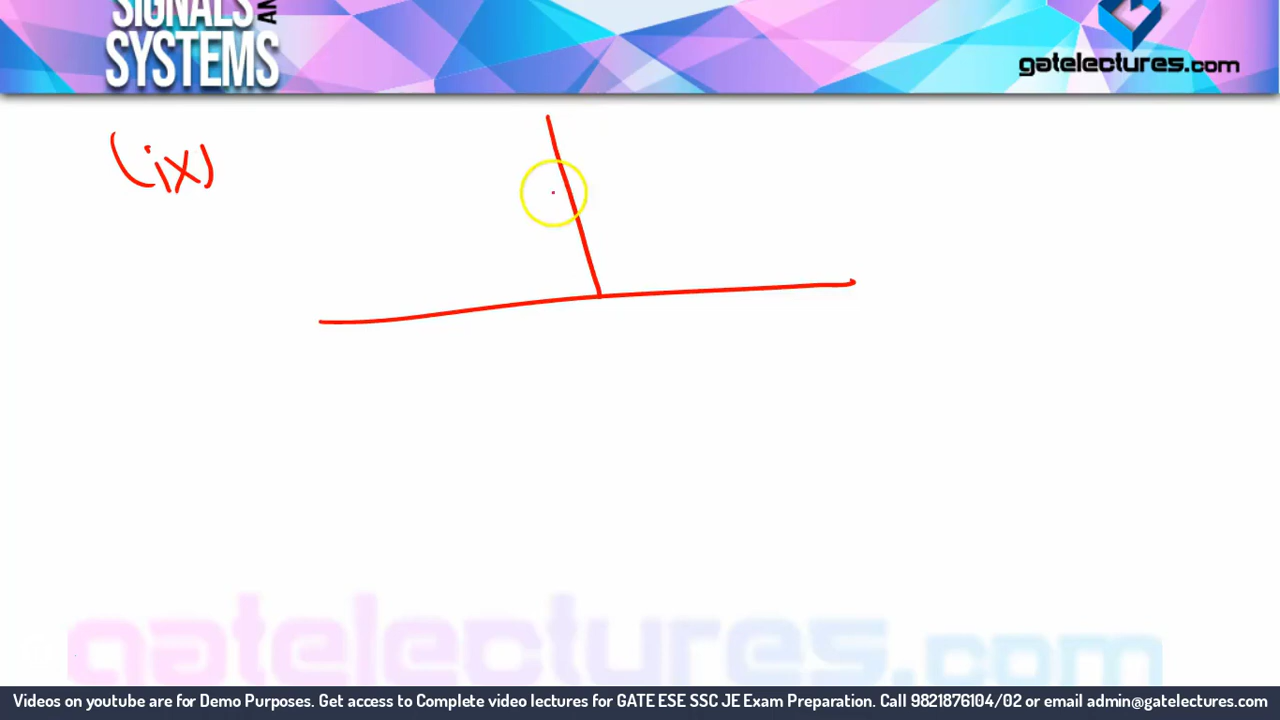 SIGNALS AND
SYSTEMS
gatelectures.com
(ix)
gatelectures.com
Videos on youtube are for Demo Purposes. Get access to Complete video lectures for GATE ESE SSC JE Exam Preparation. Call 9821876104/02 or email admin@gatelectures.com